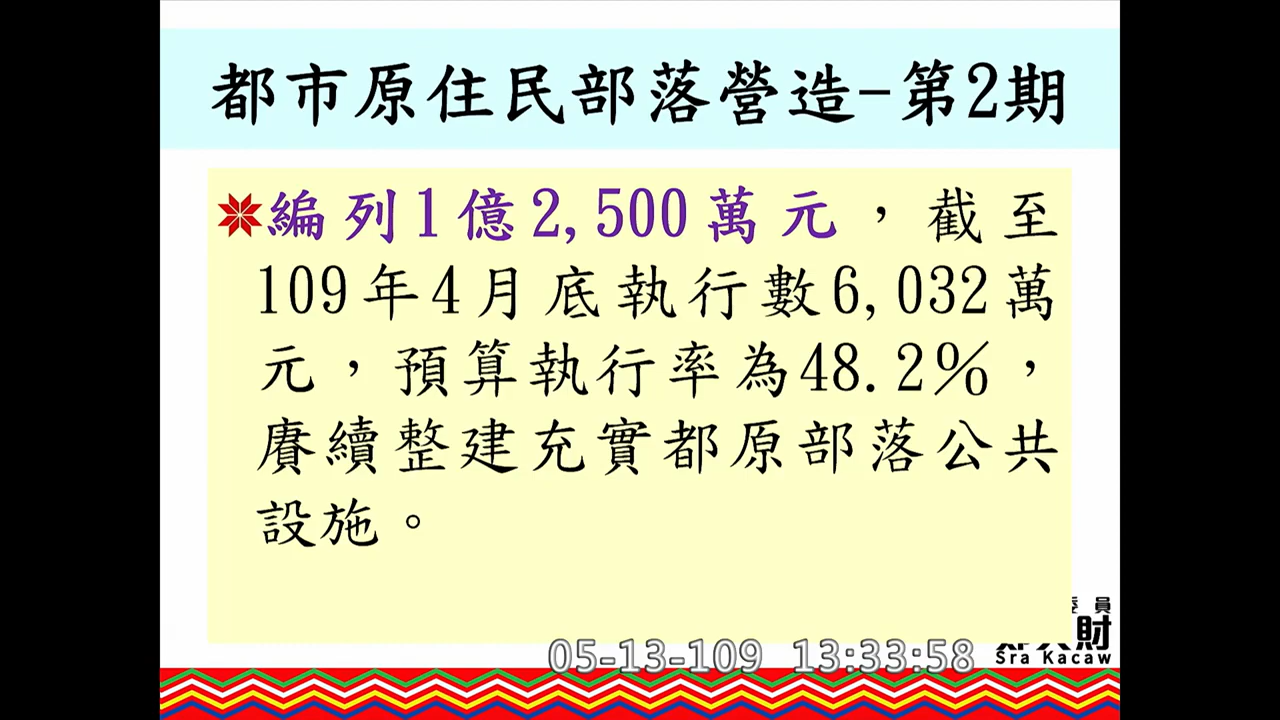 都市原住民部落營造-第2期
編列1億2,500萬元，截至
109年4月底執行數6,032萬
元，預算執行率為48.2%，
賡續整建充實都原部落公共
設施。
員
財
Sra Kacaw
05-13-109 13:33:58